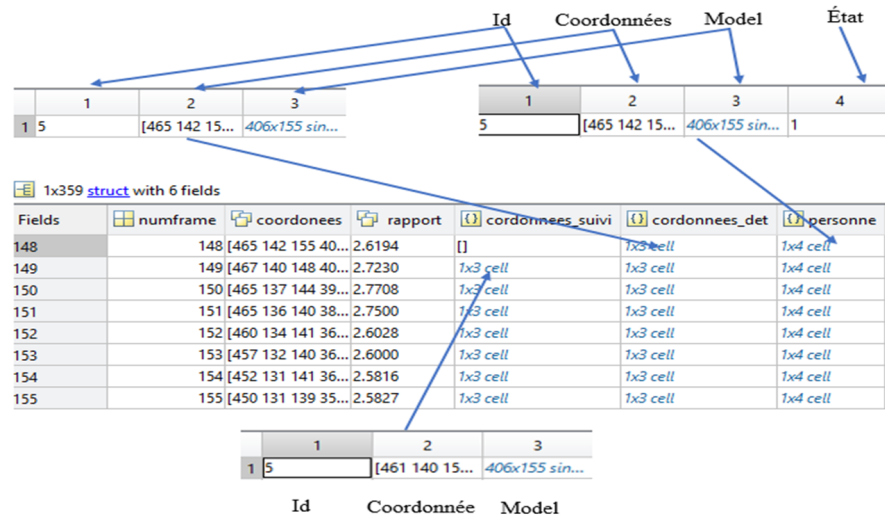 Id Coordonnées Model État
1 2 3
1 5 [465 142 15... 406x155 sin...
1 2 3 4
5 [465 142 15... 406x155 sin... 1
1x359 struct with 6 fields
Fields numframe coordonees rapport cordonnees_suivi cordonnees_det personne
148 148 [465 142 155 40... 2.6194 [] 1x3 cell 1x4 cell
149 149 [467 140 148 40... 2.7230 1x3 cell 1x3 cell 1x4 cell
150 150 [465 137 144 39... 2.7708 1x3 cell 1x3 cell 1x4 cell
151 151 [465 136 140 38... 2.7500 1x3 cell 1x3 cell 1x4 cell
152 152 [460 134 141 36... 2.6028 1x3 cell 1x3 cell 1x4 cell
153 153 [457 132 140 36... 2.6000 1x3 cell 1x3 cell 1x4 cell
154 154 [452 131 141 36... 2.5816 1x3 cell 1x3 cell 1x4 cell
155 155 [450 131 139 35... 2.5827 1x3 cell 1x3 cell 1x4 cell
1 2 3
1 5 [461 140 15... 406x155 sin...
Id Coordonnée Model